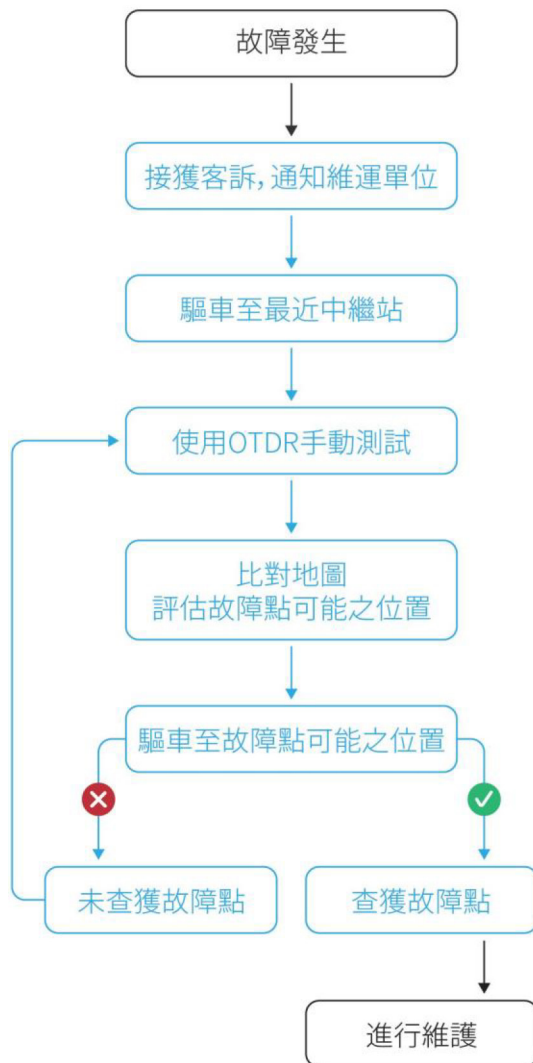 故障發生
接獲客訴，通知維運單位
驅車至最近中繼站
使用OTDR手動測試
比對地圖
評估故障點可能之位置
驅車至故障點可能之位置
未查獲故障點
查獲故障點
進行維護